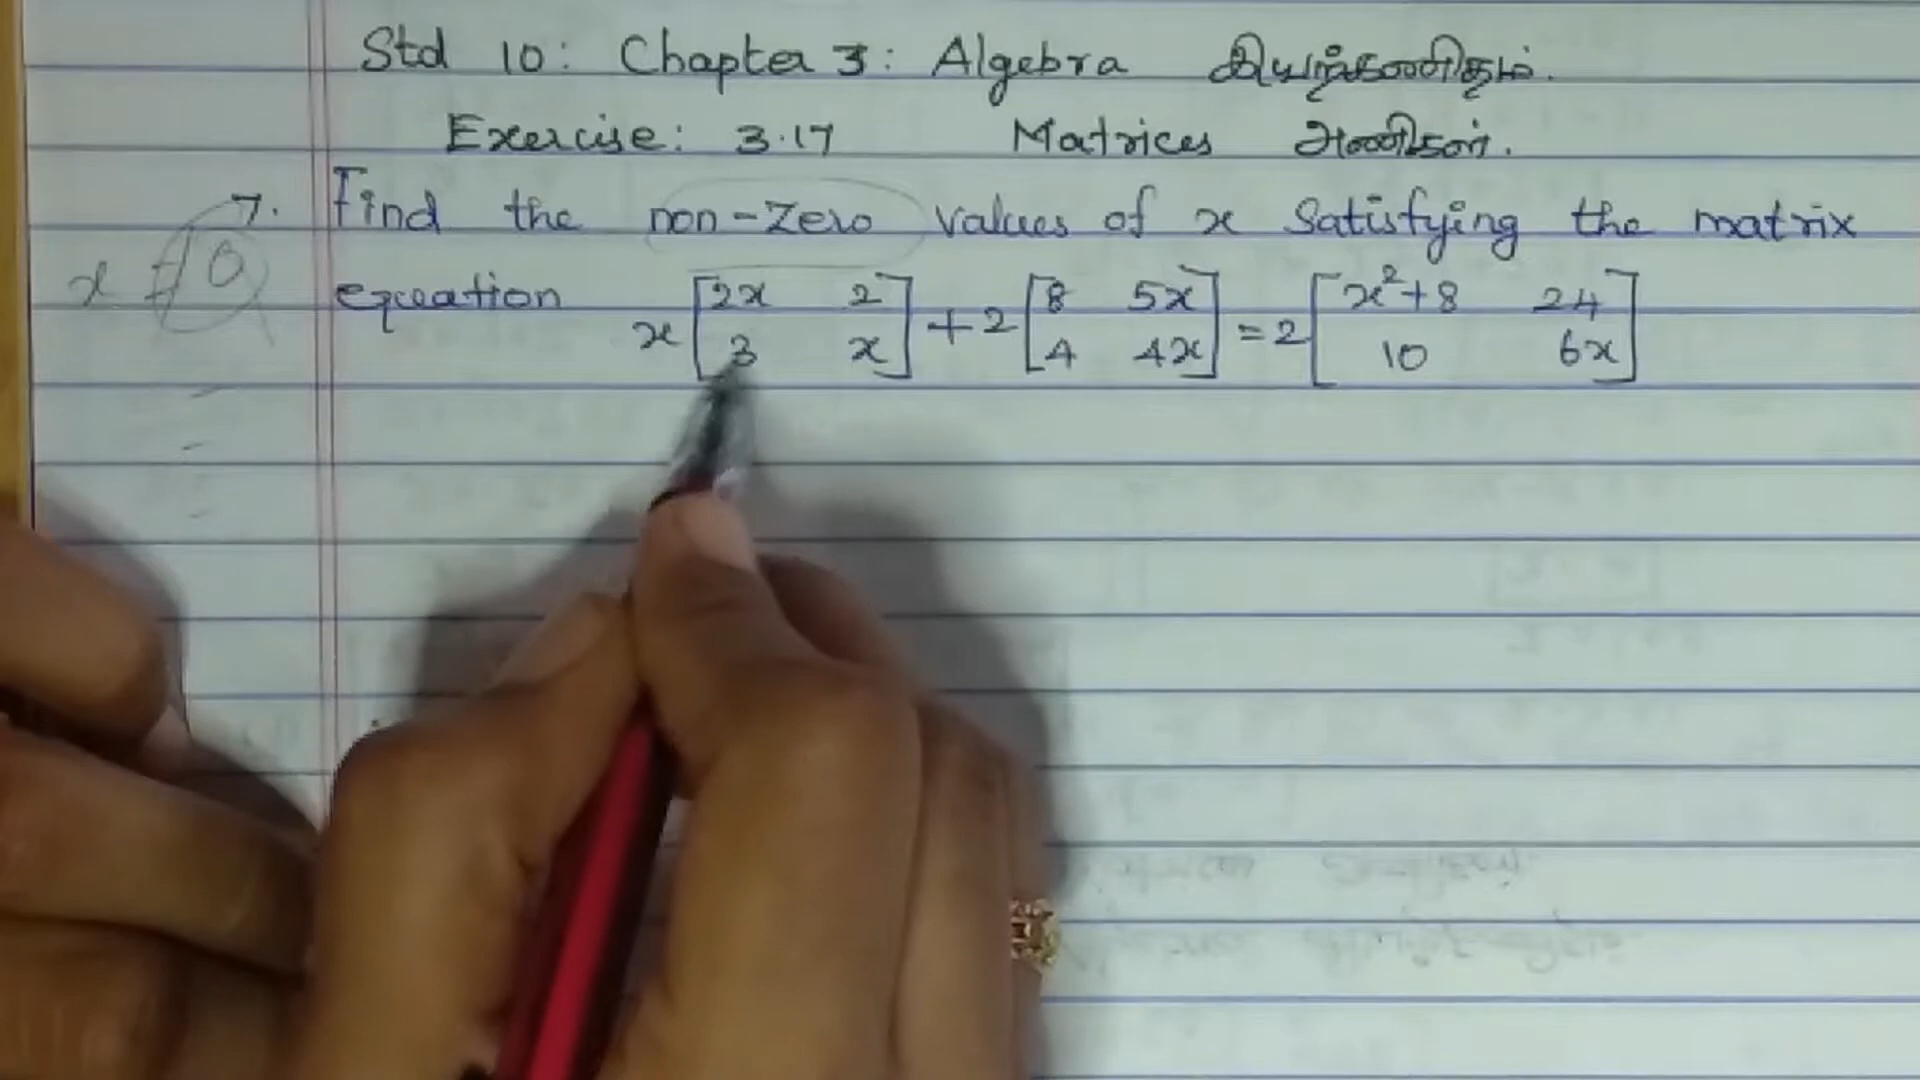 Std 10: Chapter 3: Algebra இயற்கணிதம்.
Exercise: 3.17 Matrices அணிகள்.
7. Find the non-Zero values of x Satisfying the matrix
x ≠ 0
equation x [2x 2 + 2 [8 5x = 2 [x²+8 24
3 x] 4 4x] 10 6x]